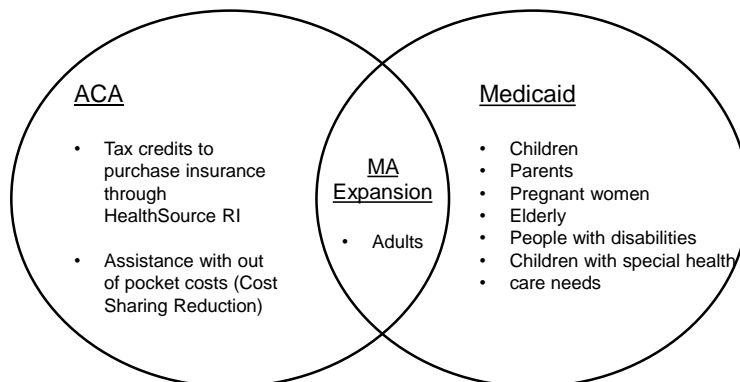 ACA
• Tax credits to
purchase insurance
through
HealthSource RI
• Assistance with out
of pocket costs (Cost
Sharing Reduction)
MA
Expansion
• Adults
Medicaid
• Children
• Parents
• Pregnant women
• Elderly
• People with disabilities
• Children with special health
• care needs